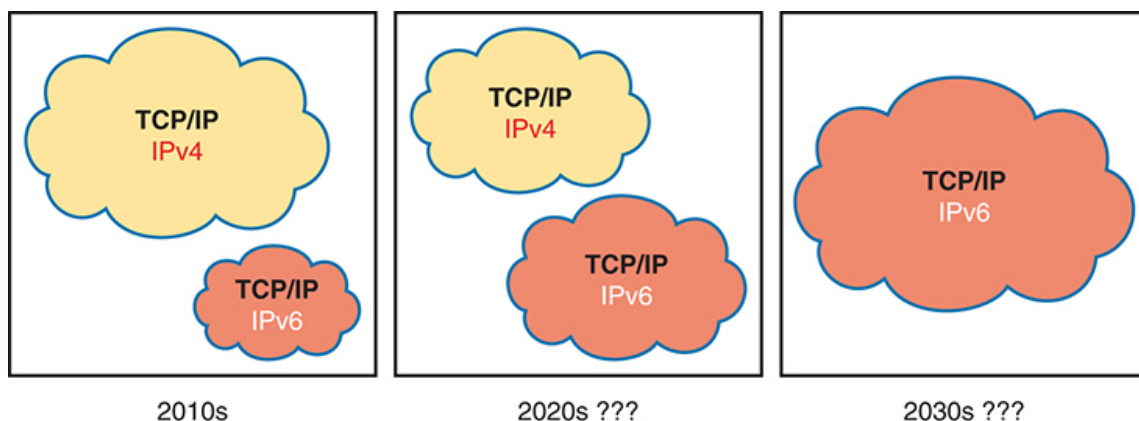 TCP/IP
IPv4
TCP/IP
IPv6
2010s
TCP/IP
IPv4
TCP/IP
IPv6
2020s ???
TCP/IP
IPv6
2030s ???